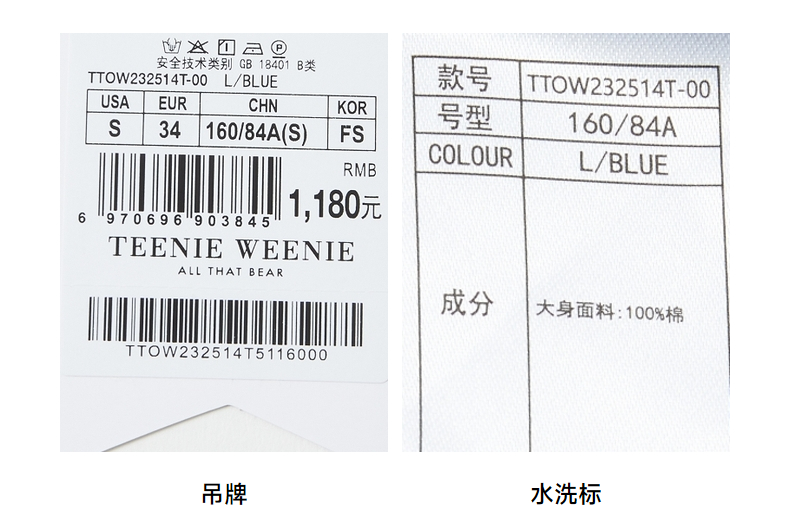 安全技术类别 GB 18401 B类
TTOW232514T-00 L/BLUE
USA EUR CHN KOR
S 34 160/84A(S) FS
RMB
1,180元
6 970696 903845
TEENIE WEENIE
ALL THAT BEAR
TTOW232514T5116000
吊牌
款号 TTOW232514T-00
号型 160/84A
COLOUR L/BLUE
成分 大身面料:100%棉
水洗标